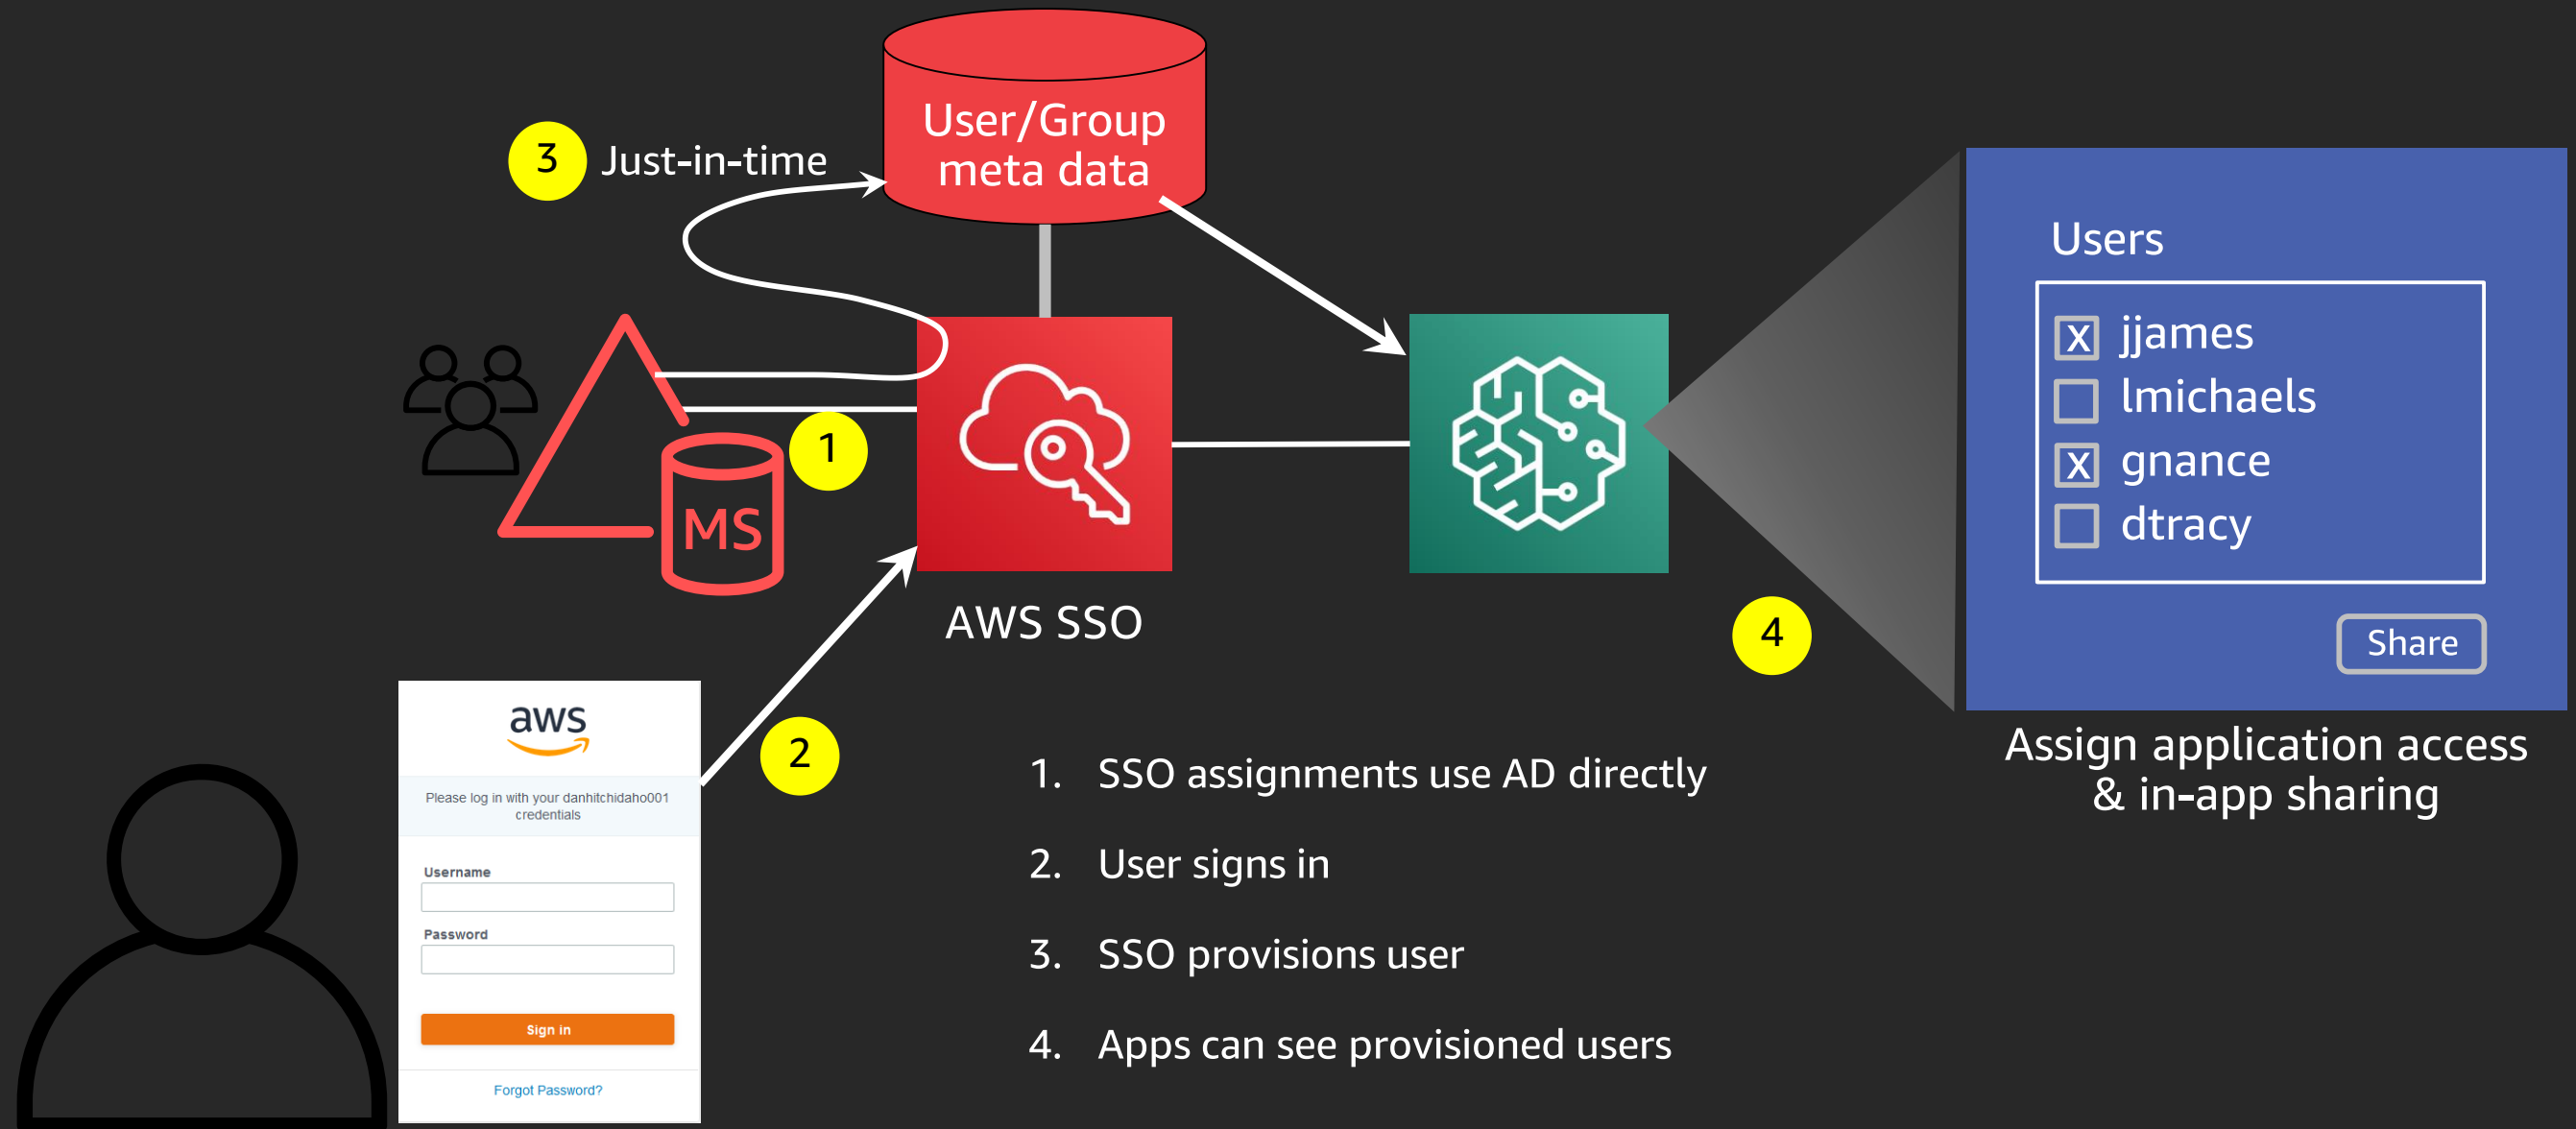 User/Group
meta data
3
Just-in-time
1
MS
AWS SSO
2
aws
Please log in with your danhitchidaho001
credentials
Username
Password
Sign in
Forgot Password?
1. SSO assignments use AD directly
2. User signs in
3. SSO provisions user
4. Apps can see provisioned users
4
Users
X jjames
lmichaels
X gnance
dtracy
Share
Assign application access
& in-app sharing